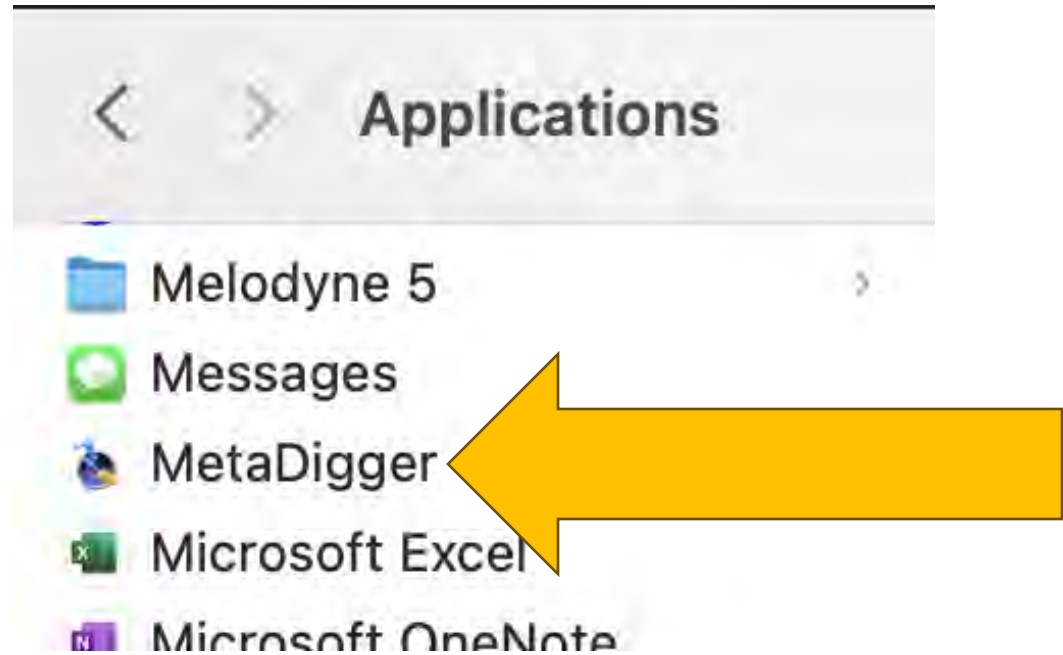 Applications
Melodyne 5
Messages
MetaDigger
Microsoft Excel
Microsoft OneNote